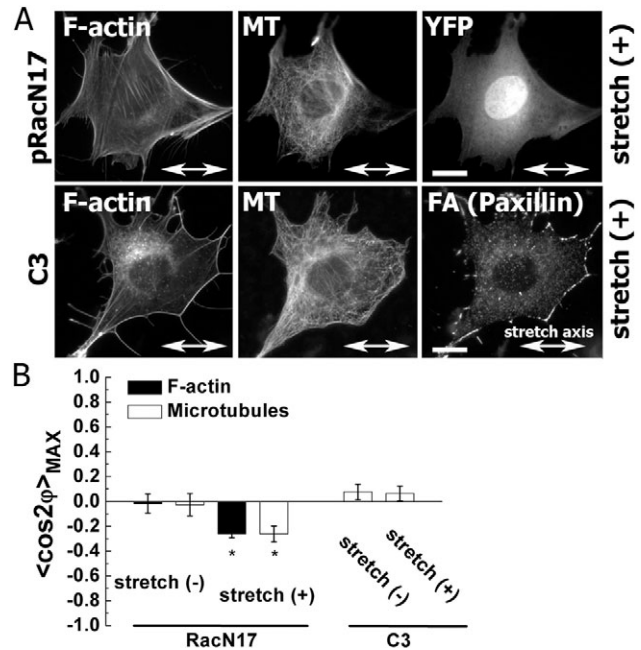 A
F-actin
MT
YFP
pRacN17
stretch (+)
F-actin
MT
FA (Paxillin)
C3
stretch axis
stretch (+)
B
F-actin
Microtubules
<cos2φ>MAX
1.0
0.8
0.6
0.4
0.2
0.0
-0.2
-0.4
-0.6
-0.8
-1.0
* *
stretch (-)
stretch (+)
stretch (-)
stretch (+)
RacN17
C3